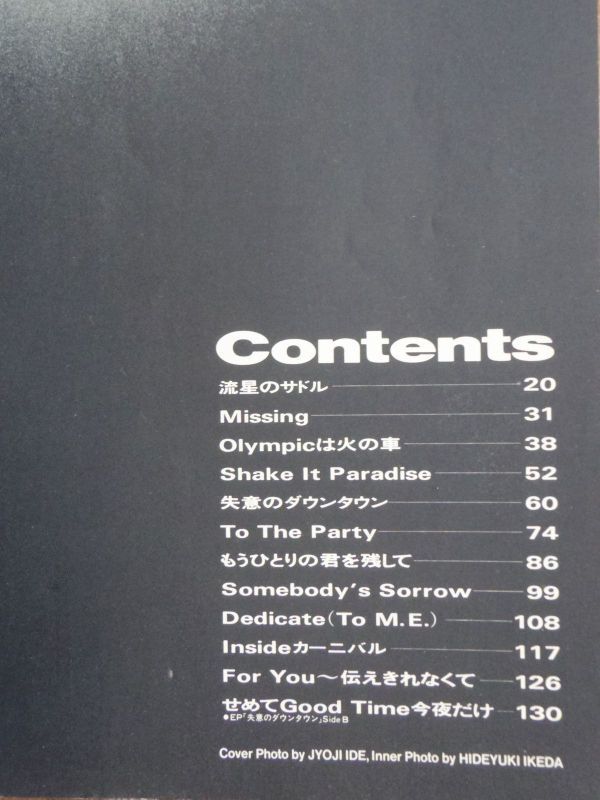 Contents
流星のサドル 20
Missing 31
Olympicは火の車 38
Shake It Paradise 52
失意のダウンタウン 60
To The Party 74
もうひとりの君を残して 86
Somebody's Sorrow 99
Dedicate(To M.E.) 108
Insideカーニバル 117
For You〜伝えきれなくて 126
せめてGood Time今夜だけ 130
●EP「失意のダウンタウン」Side B
Cover Photo by JYOJI IDE, Inner Photo by HIDEYUKI IKEDA